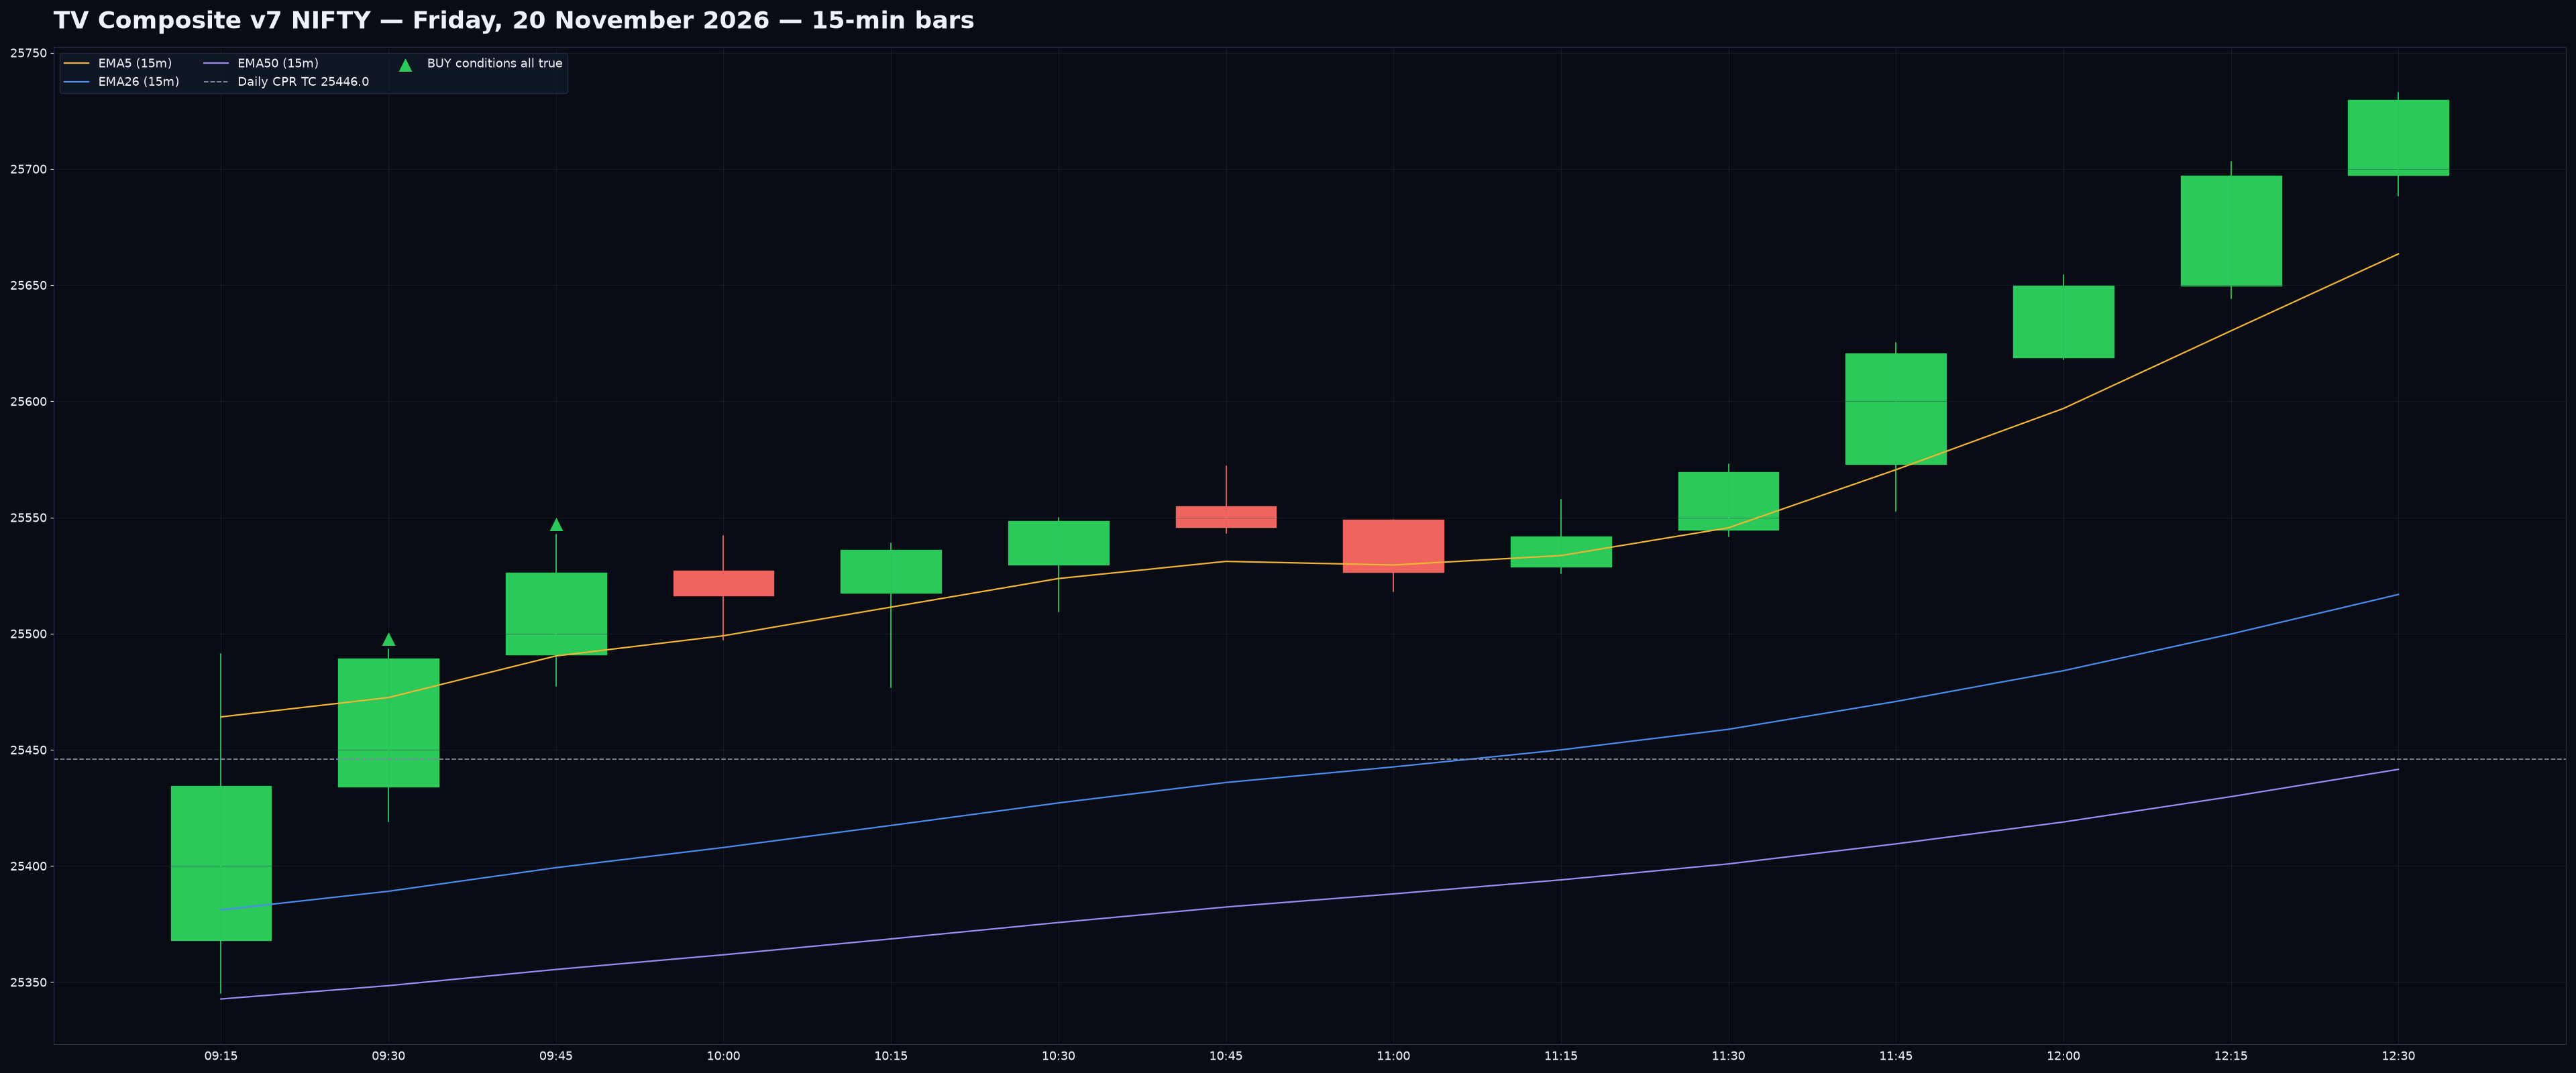 TV Composite v7 NIFTY — Friday, 20 November 2026 — 15-min bars
EMA5 (15m)
EMA26 (15m)
EMA50 (15m)
Daily CPR TC 25446.0
BUY conditions all true
25750
25700
25650
25600
25550
25500
25450
25400
25350
09:15 09:30 09:45 10:00 10:15 10:30 10:45 11:00 11:15 11:30 11:45 12:00 12:15 12:30